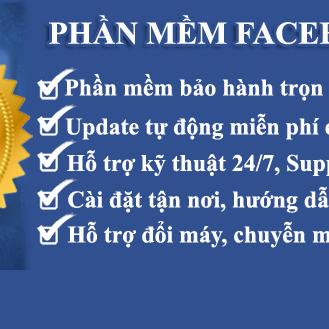 PHẦN MỀM FACE
Phần mềm bảo hành trọn
Update tự động miễn phí
Hỗ trợ kỹ thuật 24/7, Supp
Cài đặt tận nơi, hướng dẫ
Hỗ trợ đổi máy, chuyển m